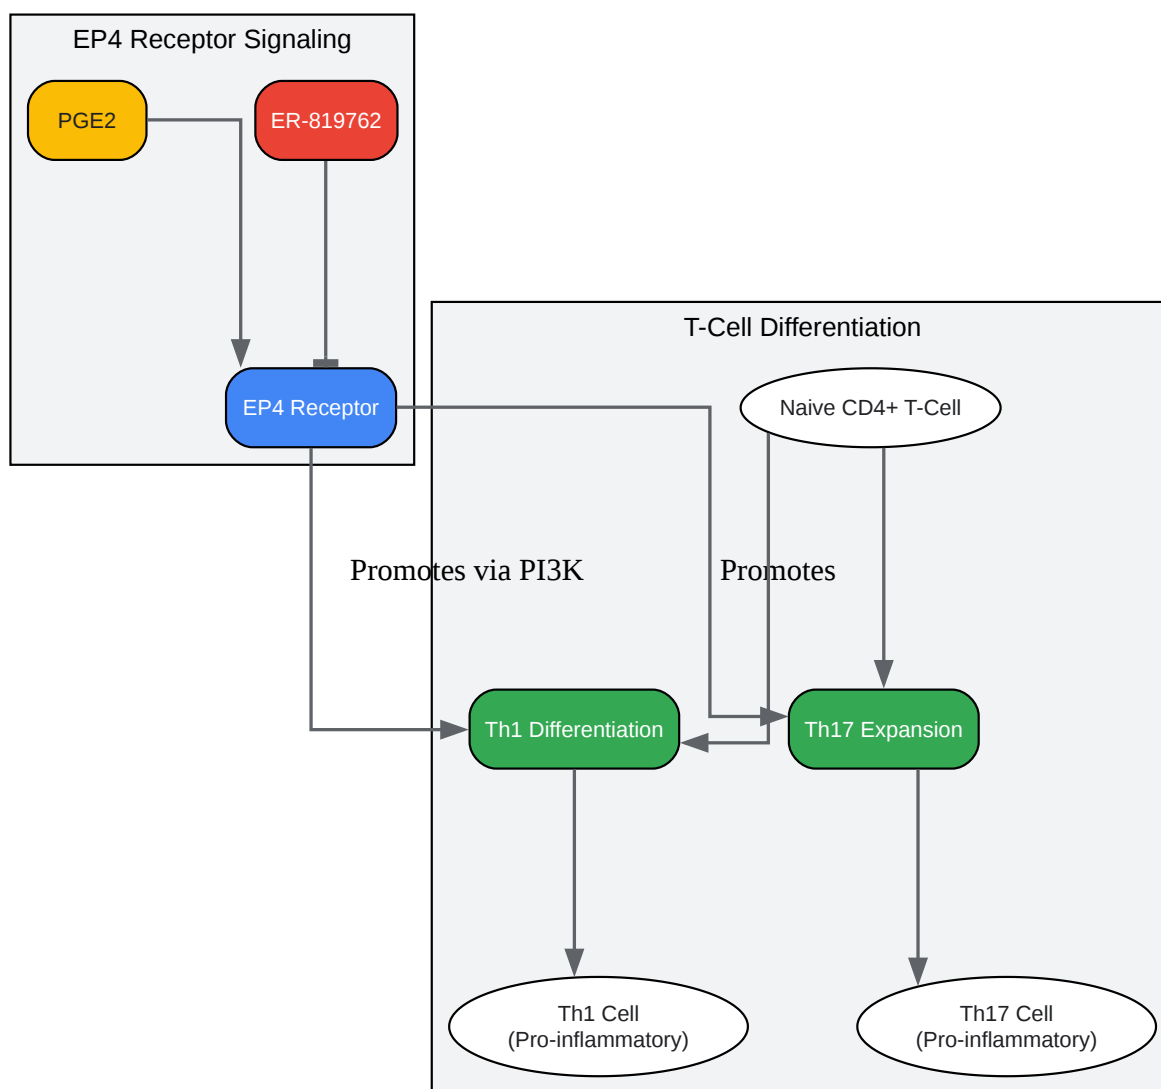 EP4 Receptor Signaling
PGE2
ER-819762
EP4 Receptor
T-Cell Differentiation
Naive CD4+ T-Cell
Promotes via PI3K
Promotes
Th1 Differentiation
Th17 Expansion
Th1 Cell
(Pro-inflammatory)
Th17 Cell
(Pro-inflammatory)